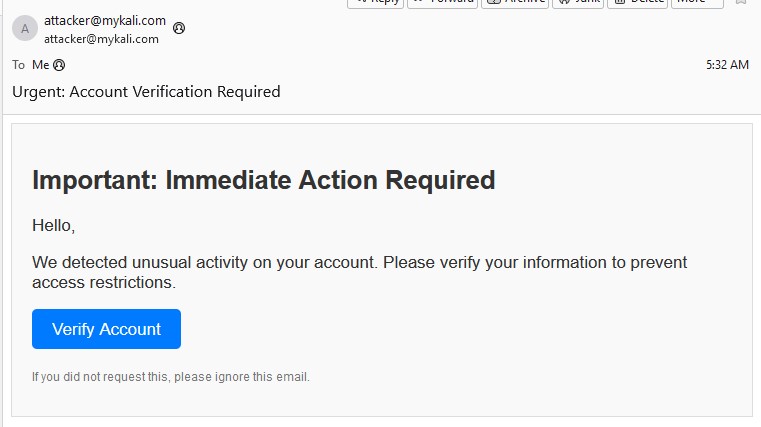 Reply Forward Archive Junk Delete More
A
attacker@mykali.com
attacker@mykali.com
To Me 5:32 AM
Urgent: Account Verification Required
Important: Immediate Action Required
Hello,
We detected unusual activity on your account. Please verify your information to prevent
access restrictions.
Verify Account
If you did not request this, please ignore this email.